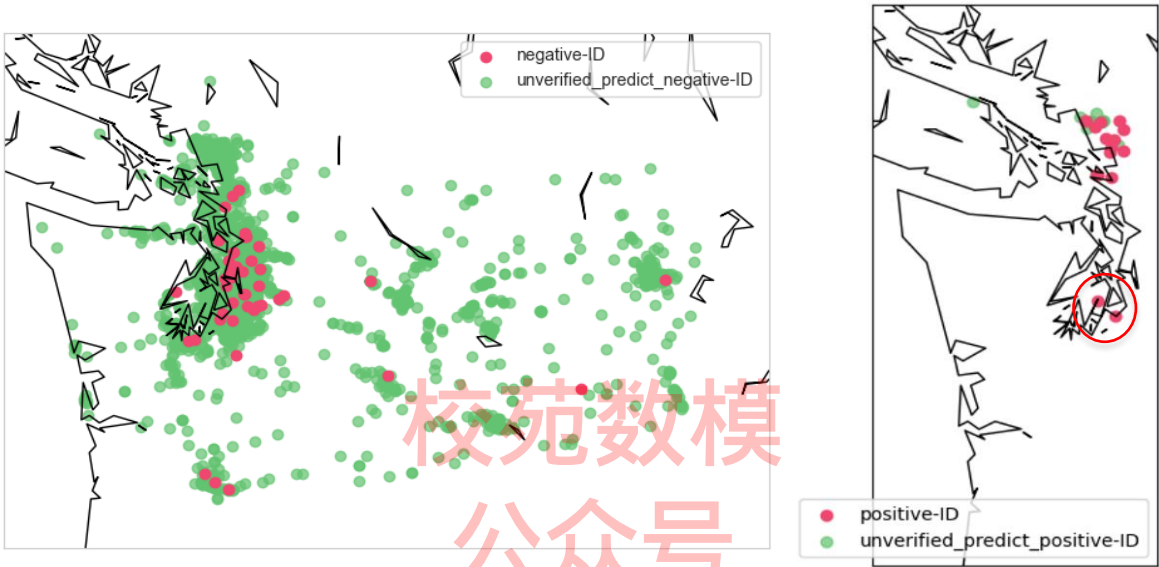 negative-ID
unverified_predict_negative-ID
positive-ID
unverified_predict_positive-ID
校苑数模
公众号